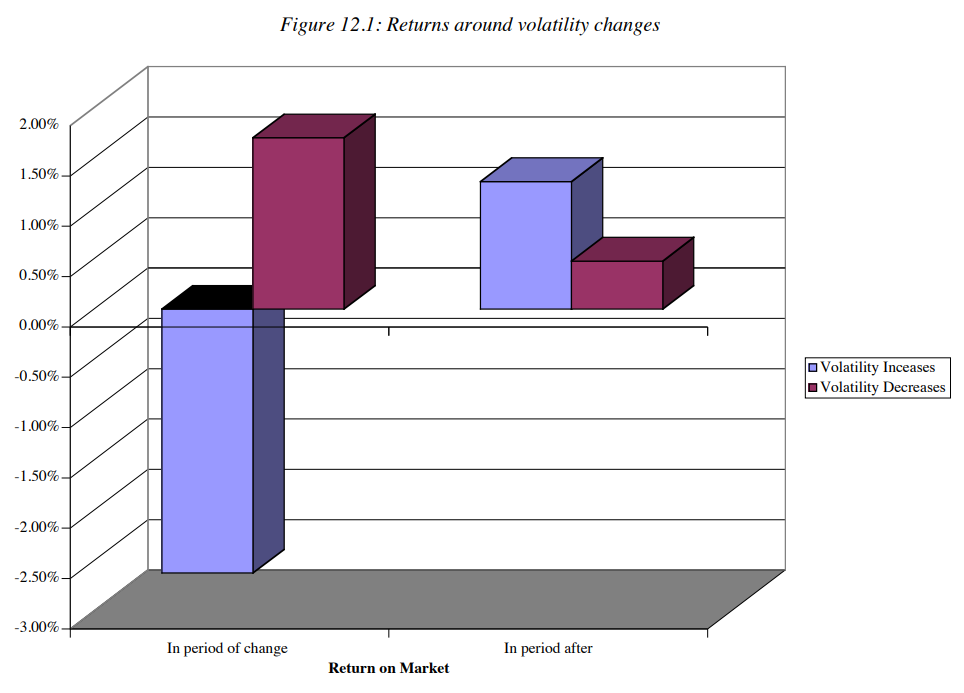 Figure 12.1: Returns around volatility changes
2.00%
1.50%
1.00%
0.50%
0.00%
-0.50%
-1.00%
-1.50%
-2.00%
-2.50%
-3.00%
Volatility Inceases
Volatility Decreases
In period of change
In period after
Return on Market